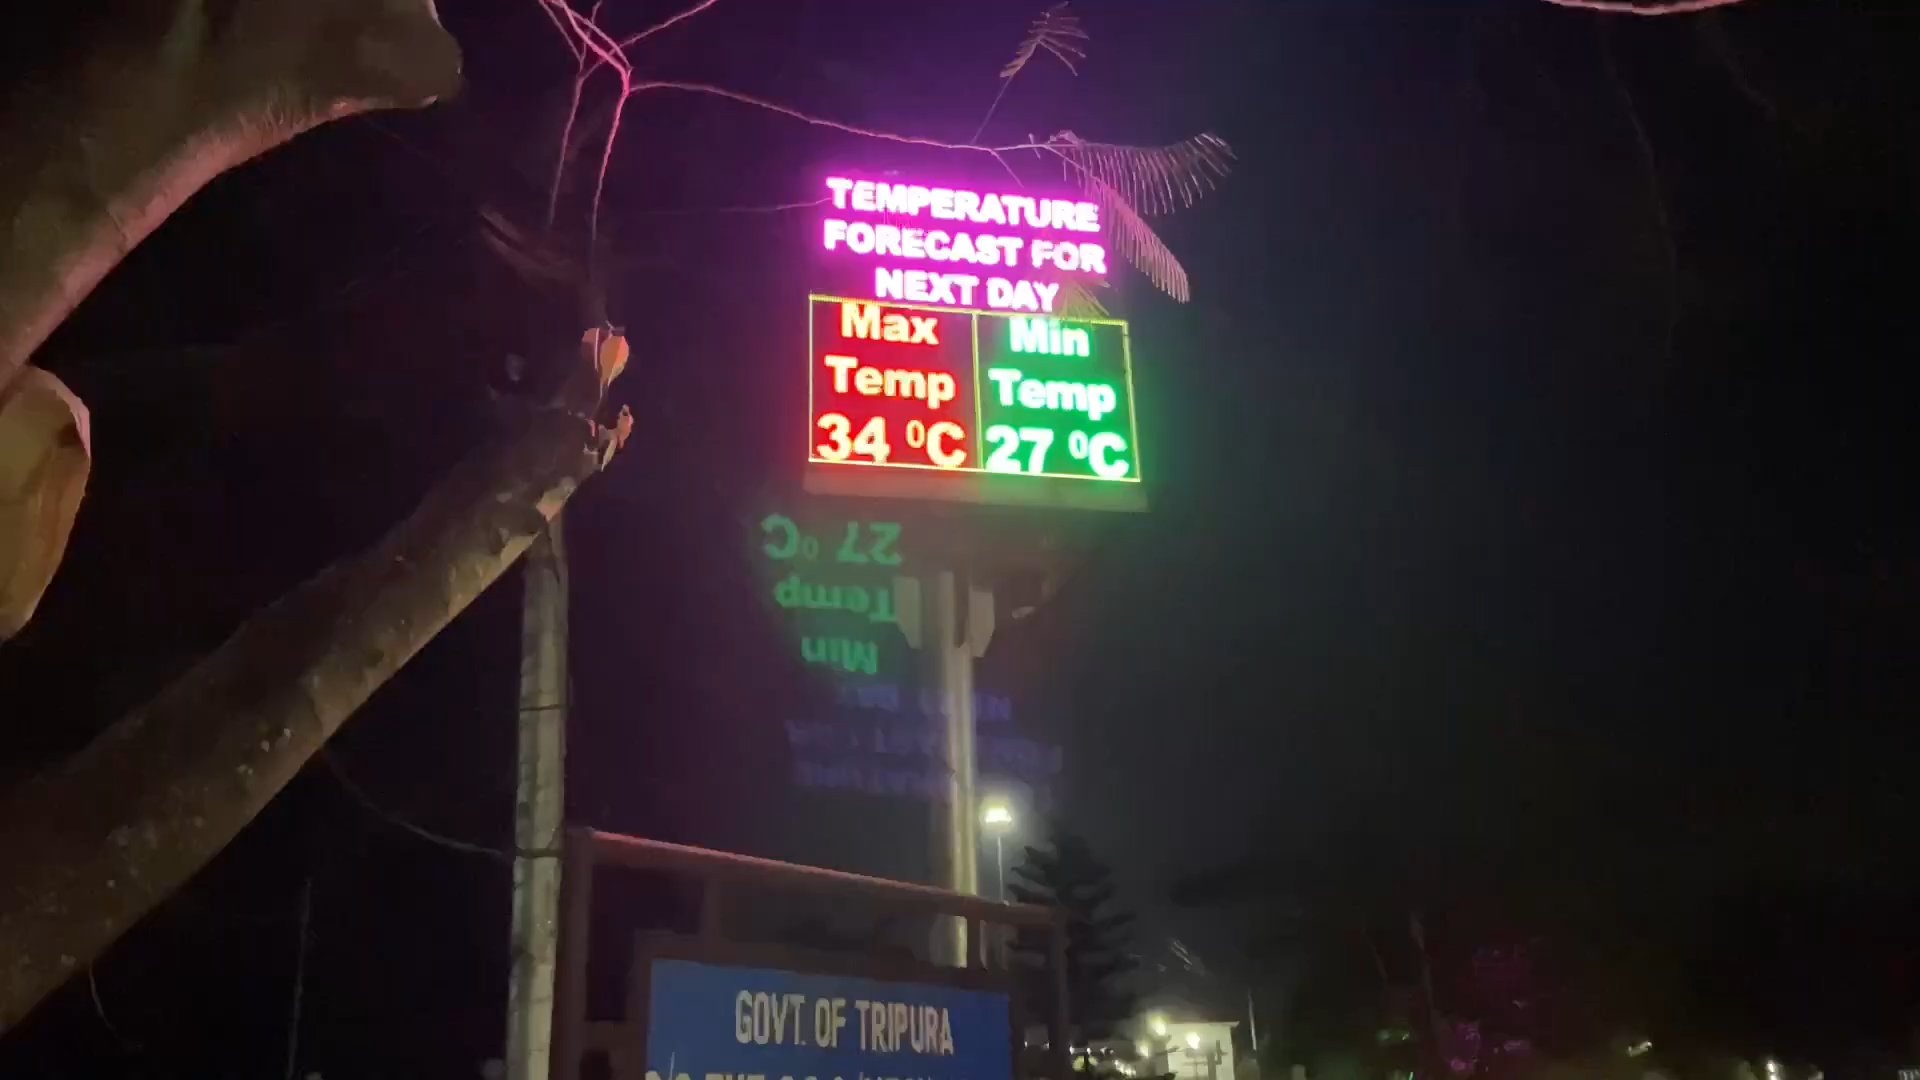 TEMPERATURE
FORECAST FOR
NEXT DAY
Max
Temp
34 ⁰C
Min
Temp
27 ⁰C
GOVT. OF TRIPURA